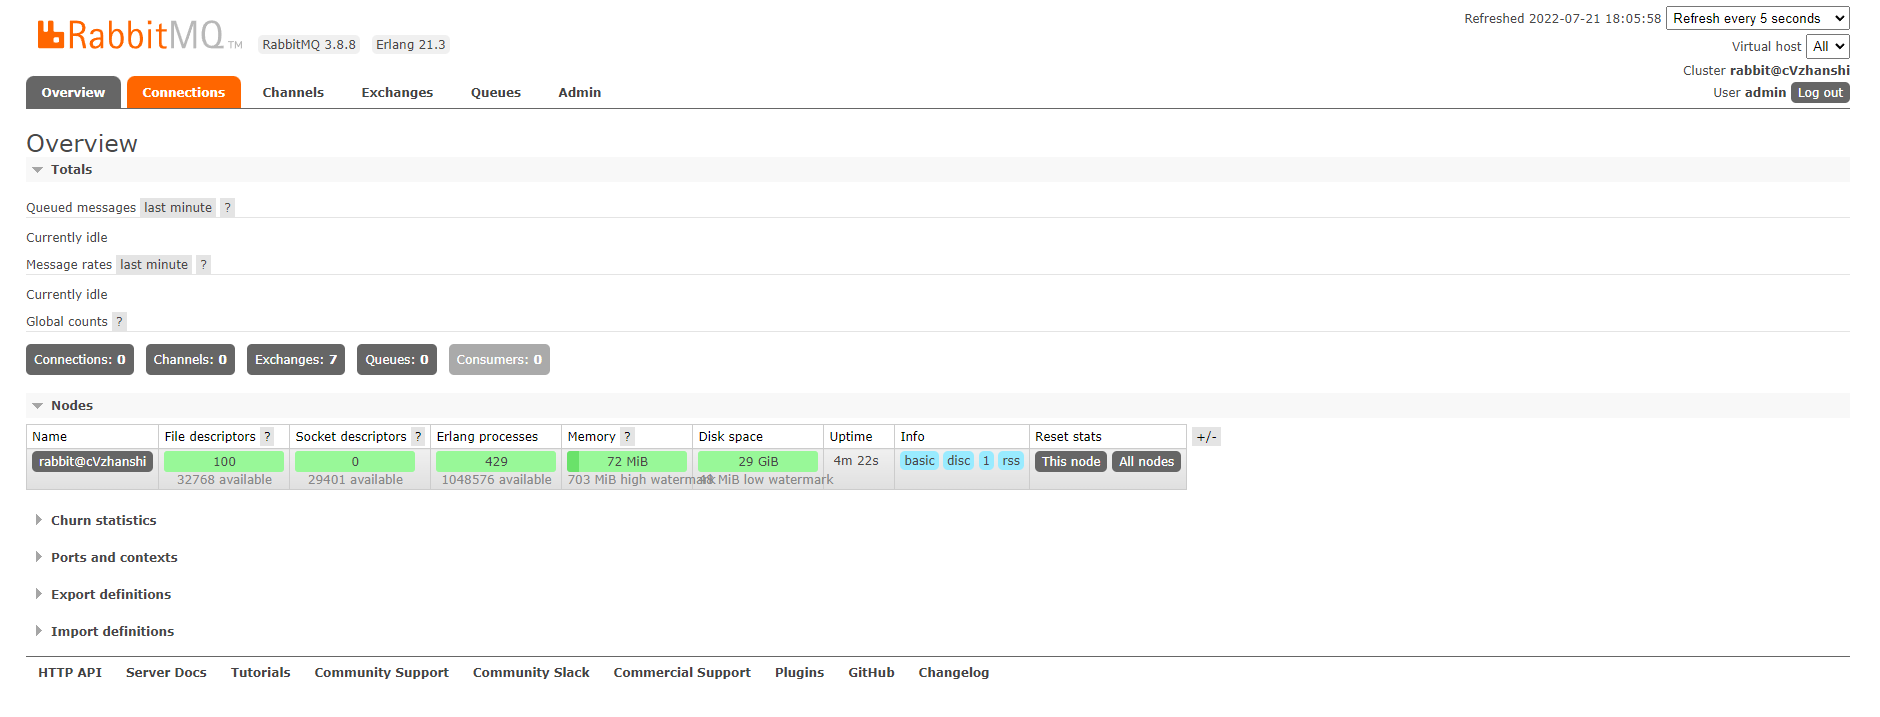 RabbitMQ TM RabbitMQ 3.8.8 Erlang 21.3
Refreshed 2022-07-21 18:05:58 Refresh every 5 seconds
Virtual host All
Cluster rabbit@cVzhanshi
User admin Log out
Overview Connections Channels Exchanges Queues Admin
Overview
Totals
Queued messages last minute ?
Currently idle
Message rates last minute ?
Currently idle
Global counts ?
Connections: 0 Channels: 0 Exchanges: 7 Queues: 0 Consumers: 0
Nodes
Name File descriptors ? Socket descriptors ? Erlang processes Memory ? Disk space Uptime Info Reset stats +/-
rabbit@cVzhanshi 100 0 429 72 MiB 29 GiB 4m 22s basic disc 1 rss This node All nodes
32768 available 29401 available 1048576 available 703 MiB high watermark 48 MiB low watermark
Churn statistics
Ports and contexts
Export definitions
Import definitions
HTTP API Server Docs Tutorials Community Support Community Slack Commercial Support Plugins GitHub Changelog